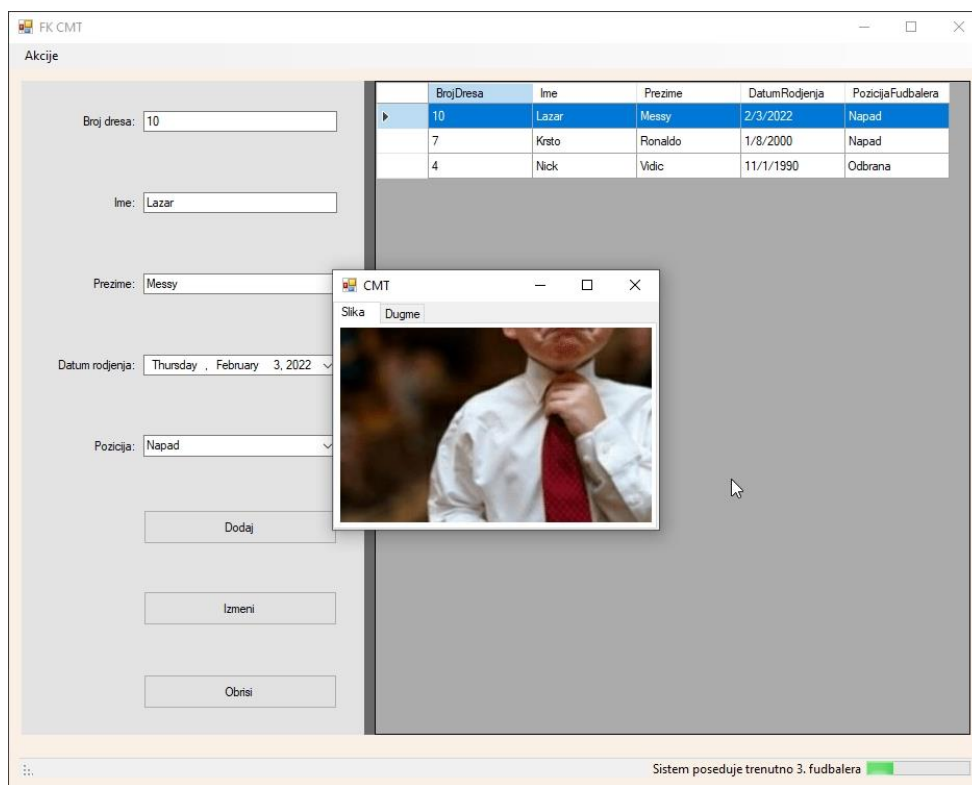 FK CMT
Akcije
Broj dresa: 10
Ime: Lazar
Prezime: Messy
Datum rodjenja: Thursday , February 3, 2022
Pozicija: Napad
Dodaj
Izmeni
Obrisi
BrojDresa Ime Prezime DatumRodjenja PozicijaFudbalera
10 Lazar Messy 2/3/2022 Napad
7 Krsto Ronaldo 1/8/2000 Napad
4 Nick Vidic 11/1/1990 Odbrana
CMT
Slika Dugme
Sistem poseduje trenutno 3. fudbalera